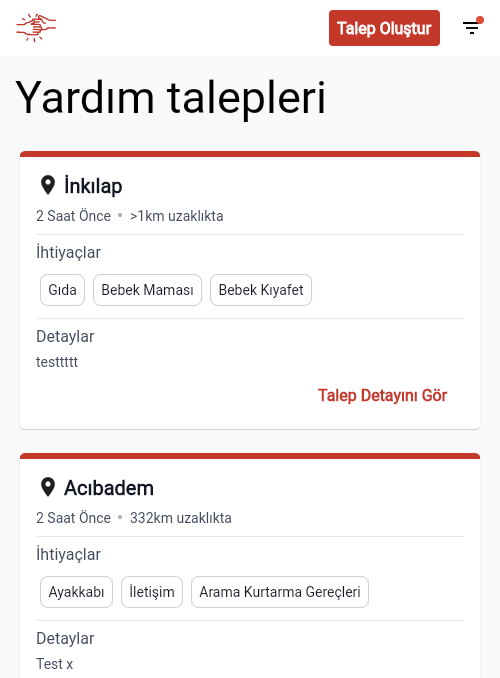 Talep Oluştur
Yardım talepleri
İnkılap
2 Saat Önce • >1km uzaklıkta
İhtiyaçlar
Gıda Bebek Maması Bebek Kıyafet
Detaylar
testtttt
Talep Detayını Gör
Acıbadem
2 Saat Önce • 332km uzaklıkta
İhtiyaçlar
Ayakkabı İletişim Arama Kurtarma Gereçleri
Detaylar
Test x